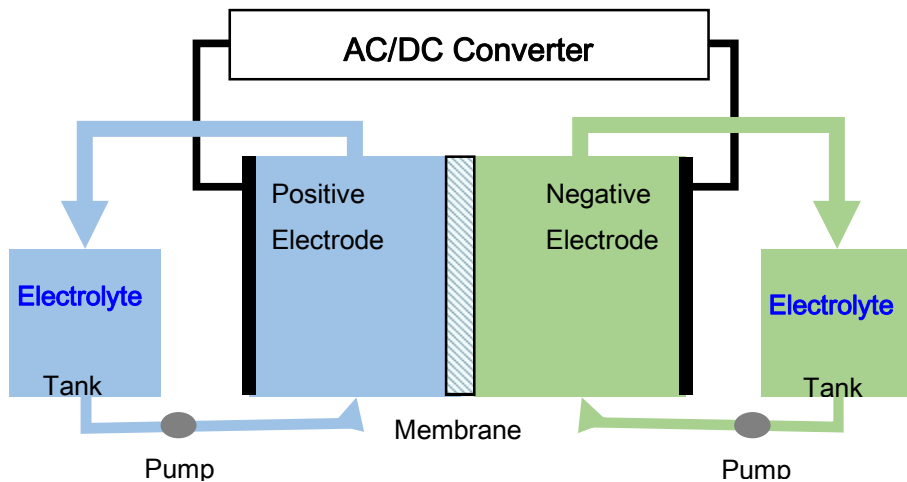 AC/DC Converter
Positive
Electrode
Negative
Electrode
Electrolyte
Tank
Electrolyte
Tank
Membrane
Pump
Pump